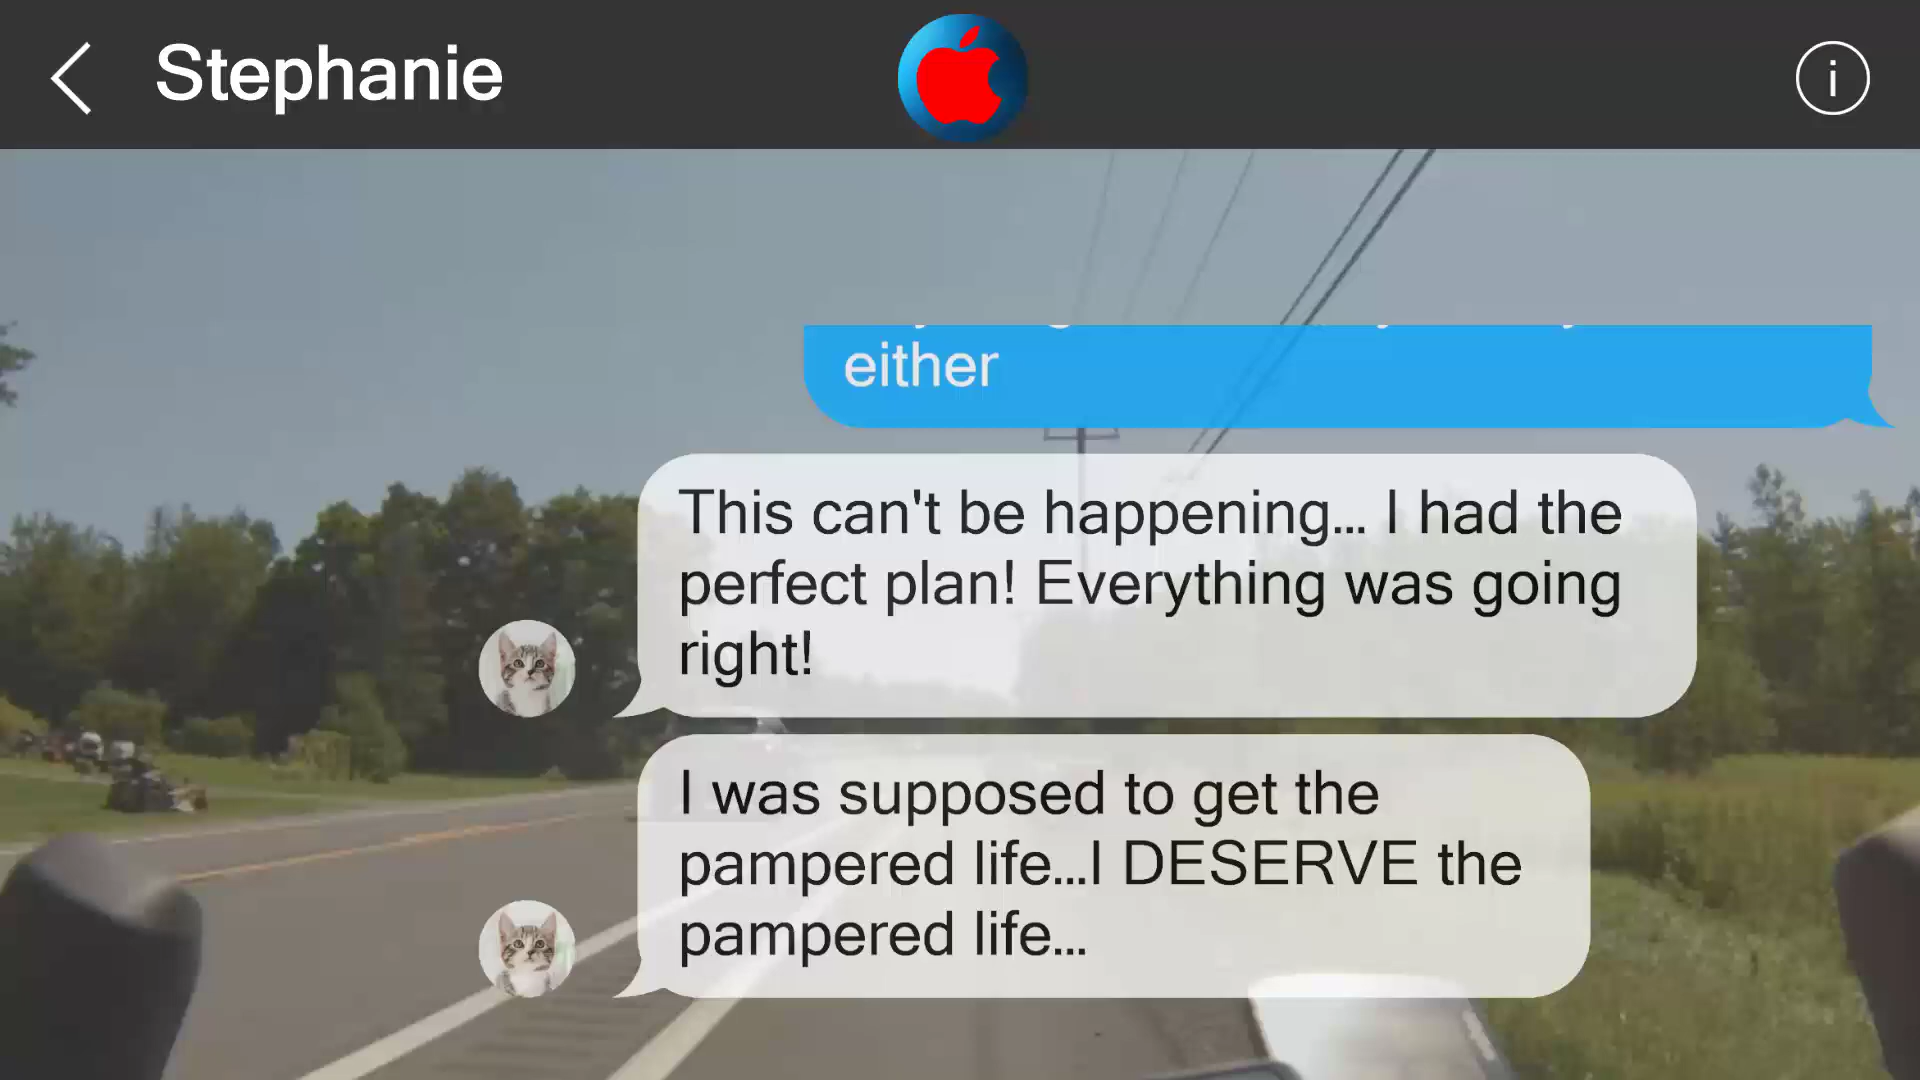 Stephanie
i
either
This can't be happening... I had the
perfect plan! Everything was going
right!
I was supposed to get the
pampered life...I DESERVE the
pampered life...